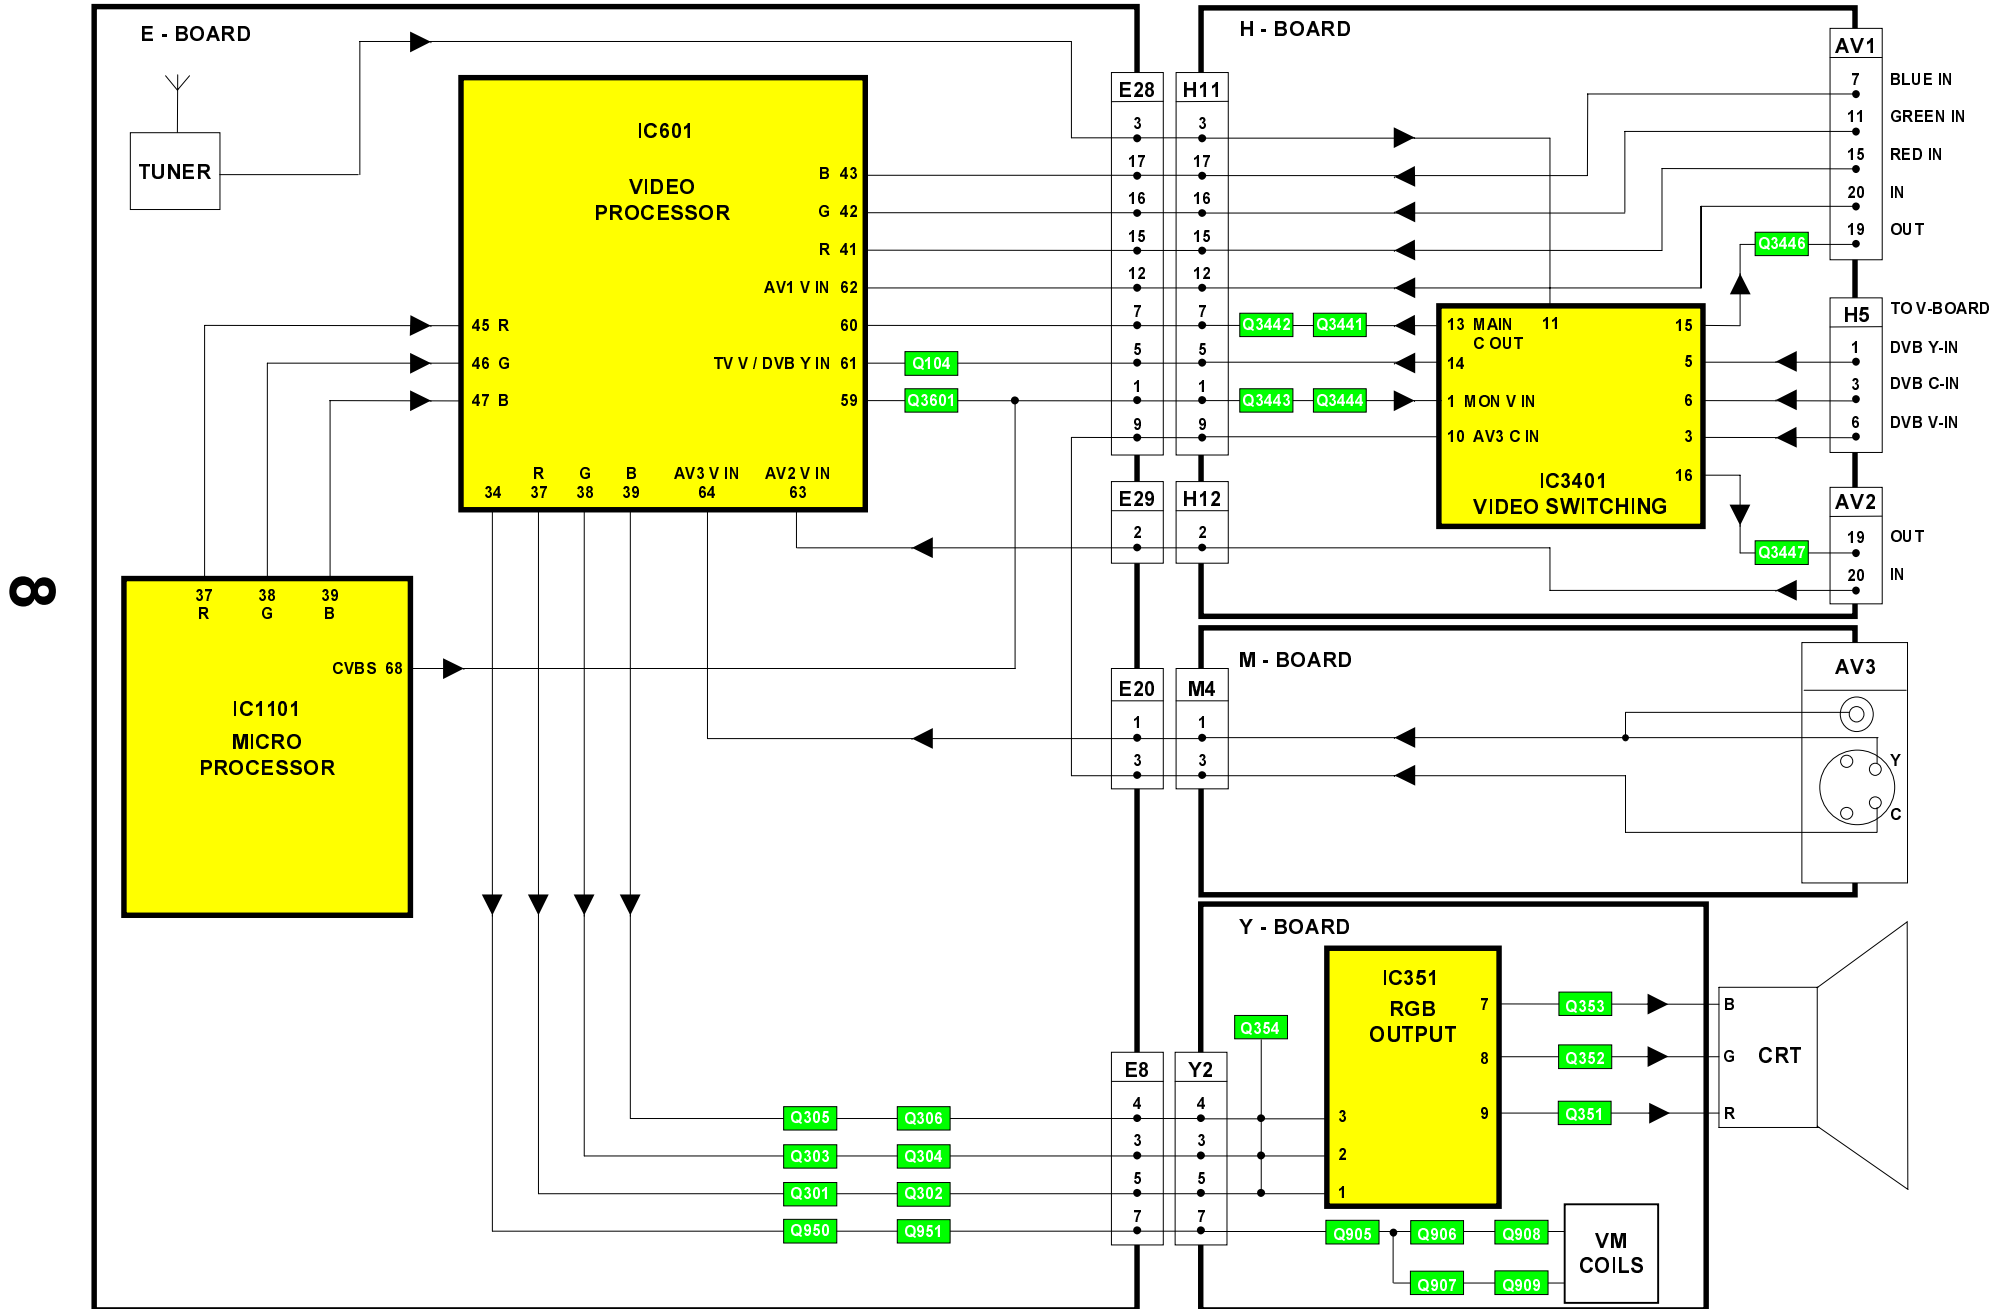 E - BOARD
TUNER
IC601
VIDEO
PROCESSOR
B 43
G 42
R 41
AV1 V IN 62
60
TV V / DVB Y IN 61
59
45 R
46 G
47 B
R G B AV3 V IN AV2 V IN
34 37 38 39 64 63
Q104
Q3601
37 38 39
R G B
CVBS 68
IC1101
MICRO
PROCESSOR
8
Q305 Q306
Q303 Q304
Q301 Q302
Q950 Q951
E28 H11
3 3
17 17
16 16
15 15
12 12
7 7
5 5
1 1
9 9
E29 H12
2 2
E20 M4
1 1
3 3
E8 Y2
4 4
3 3
5 5
7 7
H - BOARD
Q3442 Q3441
Q3443 Q3444
13 MAIN
C OUT
11
15
14
5
1 MON V IN
6
10 AV3 C IN
3
16
IC3401
VIDEO SWITCHING
Q3446
Q3447
AV1
7 BLUE IN
11 GREEN IN
15 RED IN
20 IN
19 OUT
H5 TO V-BOARD
1 DVB Y-IN
3 DVB C-IN
6 DVB V-IN
AV2
19 OUT
20 IN
M - BOARD
AV3
Y
C
Y - BOARD
IC351
RGB
OUTPUT
7
8
9
3
2
1
Q354
Q353
Q352
Q351
B
G
R
CRT
Q905 Q906 Q908
Q907 Q909
VM
COILS